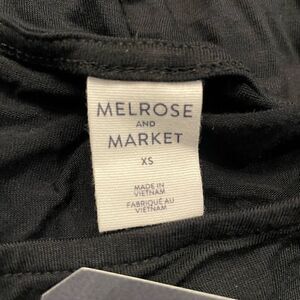 MELROSE
AND
MARKET
XS
MADE IN
VIETNAM
FABRIQUÉ AU
VIETNAM